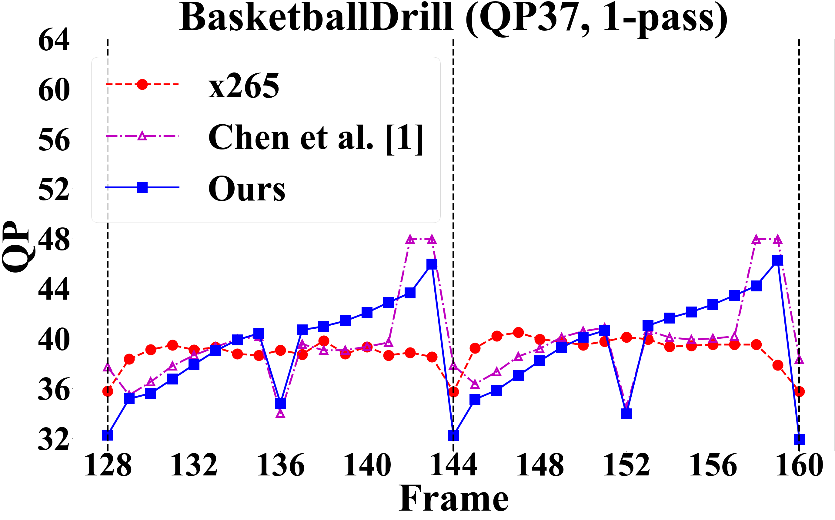 BasketballDrill (QP37, 1-pass)
64
60
56
52
48
44
40
36
32
QP
x265
Chen et al. [1]
Ours
128 132 136 140 144 148 152 156 160
Frame